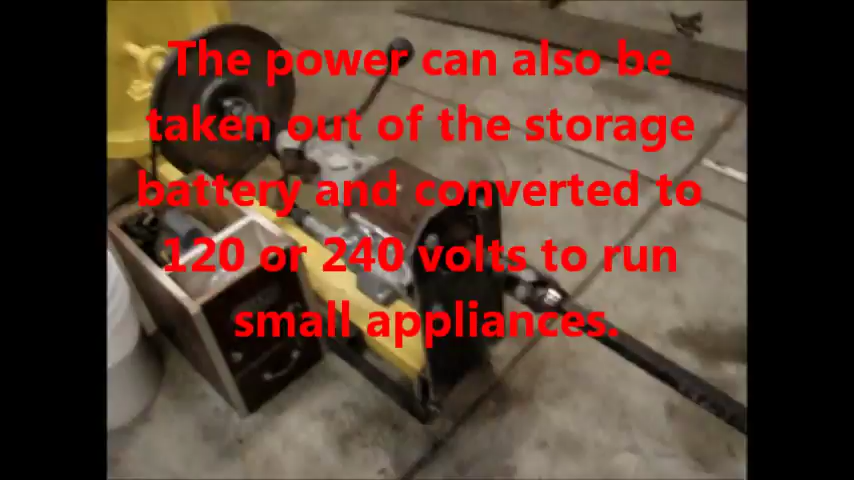 The power can also be
taken out of the storage
battery and converted to
120 or 240 volts to run
small appliances.